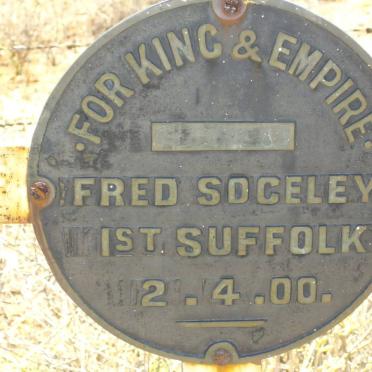 ·FOR KING & EMPIRE·
FRED SOCELEY
1ST SUFFOLK
2.4.00.